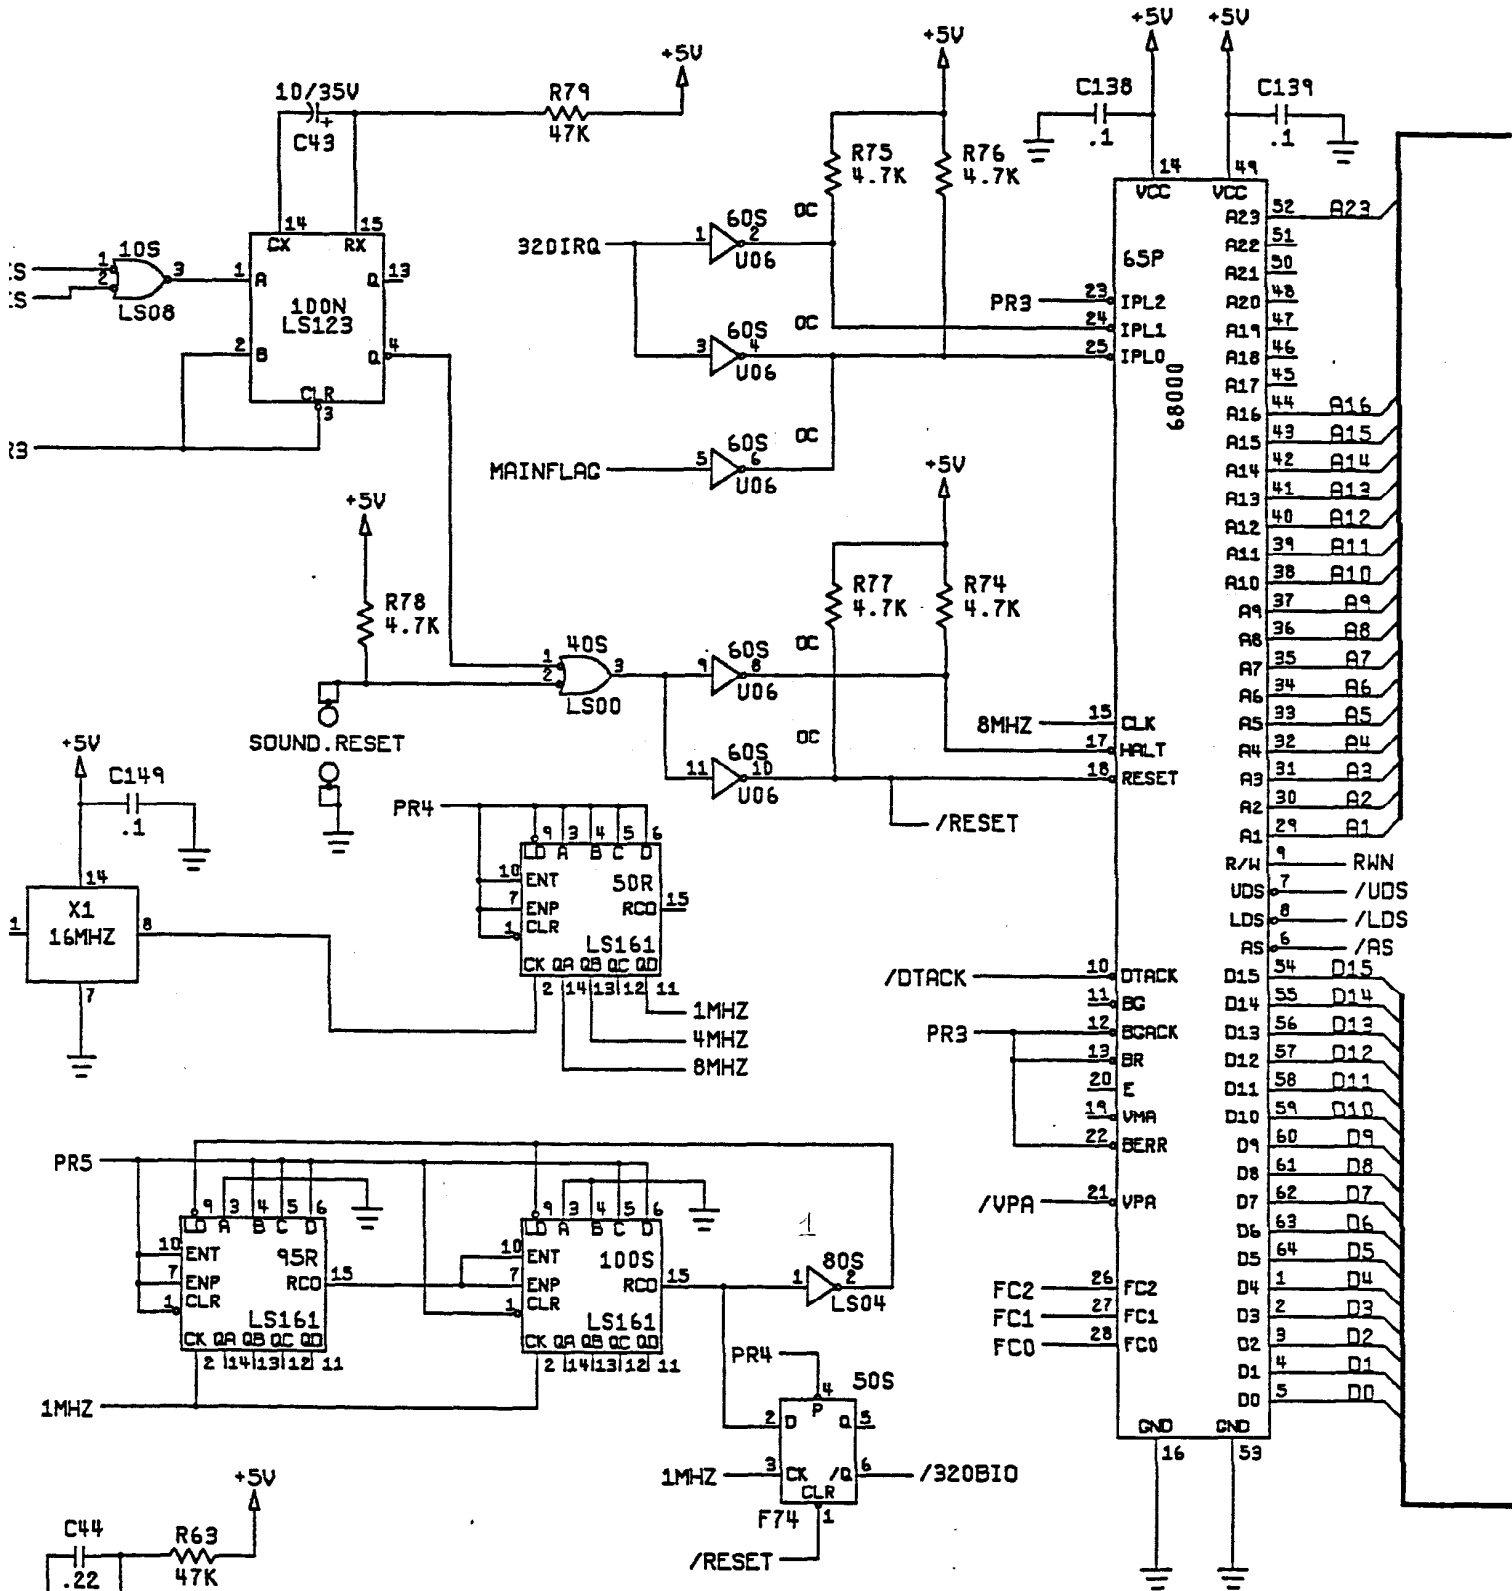 +5V +5V
+5V
+5V
C138 C139
.1 .1
10/35V R79
C43 47K
+
R75 R76
4.7K 4.7K
14 49
VCC VCC
14 15
CX RX
10S
1 3
2
LS08
1 A Q 13
100N
LS123
2 B Q 4
CLR
3
OC
320IRQ 1 60S 2
U06
OC
3 60S 4
U06
OC
MAINFLAG 5 60S 6
U06
65P
68000
PR3 23 IPL2
24 IPL1
25 IPL0
A23 52 A23
A22 51
A21 50
A20 48
A19 47
A18 46
A17 45
A16 44 A16
A15 43 A15
A14 42 A14
A13 41 A13
A12 40 A12
A11 39 A11
A10 38 A10
A9 37 A9
A8 36 A8
A7 35 A7
A6 34 A6
A5 33 A5
A4 32 A4
A3 31 A3
A2 30 A2
A1 29 A1
R/W 9 RWN
UDS 7 /UDS
LDS 8 /LDS
AS 6 /AS
+5V
R78
4.7K
+5V
R77 R74
4.7K 4.7K
40S
1 3
2
LS00
OC
9 60S 8
U06
OC
11 60S 10
U06
SOUND.RESET
8MHZ 15 CLK
17 HALT
18 RESET
/RESET
+5V
C149
.1
14
X1
16MHZ
1 8
7
PR4
9 3 4 5 6
LD A B C D
10 ENT 50R
7 ENP RCO 15
1 CLR
LS161
CK QA QB QC QD
2 14 13 12 11
1MHZ
4MHZ
8MHZ
/DTACK 10 DTACK
11 BG
PR3 12 BGACK
13 BR
20 E
19 VMA
22 BERR
/VPA 21 VPA
FC2 26 FC2
FC1 27 FC1
FC0 28 FC0
D15 54 D15
D14 55 D14
D13 56 D13
D12 57 D12
D11 58 D11
D10 59 D10
D9 60 D9
D8 61 D8
D7 62 D7
D6 63 D6
D5 64 D5
D4 1 D4
D3 2 D3
D2 3 D2
D1 4 D1
D0 5 D0
GND GND
16 53
PR5
9 3 4 5 6
LD A B C D
10 ENT 95R
7 ENP RCO 15
1 CLR
LS161
CK QA QB QC QD
2 14 13 12 11
9 3 4 5 6
LD A B C D
10 ENT 100S
7 ENP RCO 15
1 CLR
LS161
CK QA QB QC QD
2 14 13 12 11
1
80S
1 2
LS04
1MHZ
PR4
50S
4
P
2 D Q 5
1MHZ 3 CK /Q 6 /320BIO
CLR
F74 1
/RESET
+5V
C44 R63
.22 47K